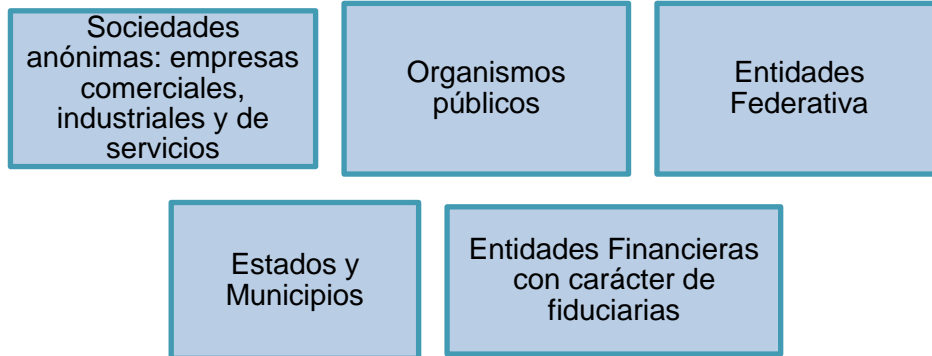 Sociedades
anónimas: empresas
comerciales,
industriales y de
servicios
Organismos
públicos
Entidades
Federativa
Estados y
Municipios
Entidades Financieras
con carácter de
fiduciarias